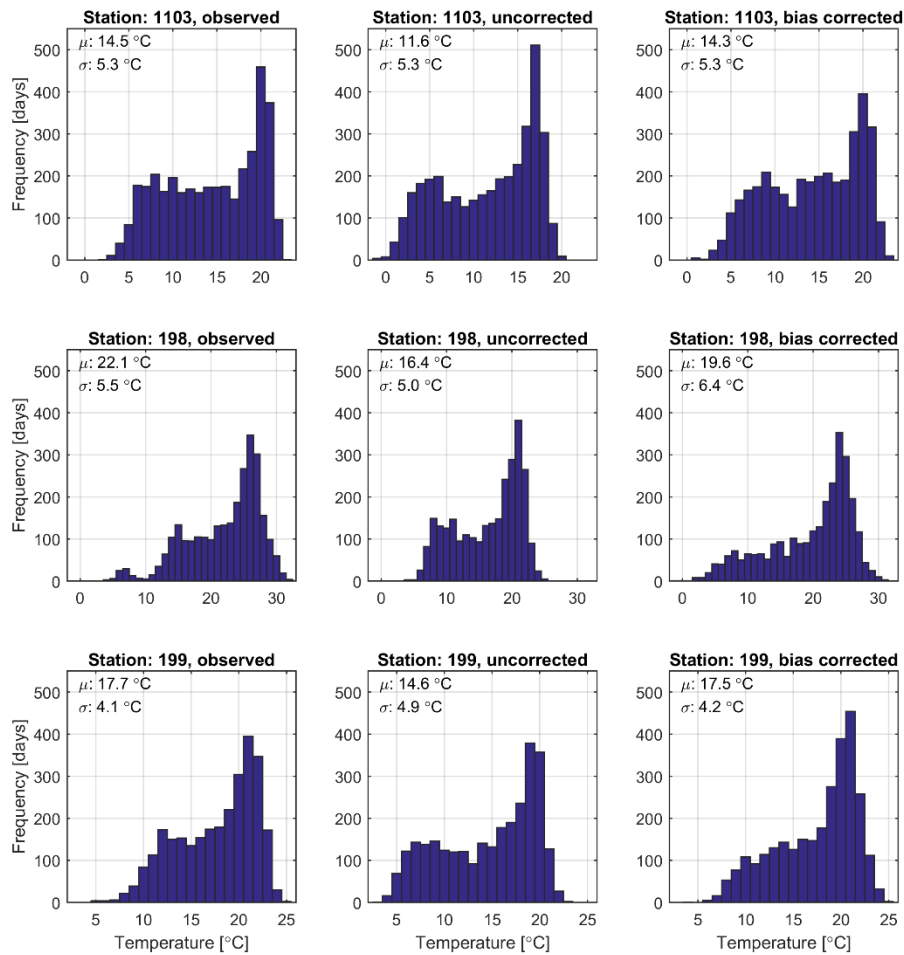 Station: 1103, observed
μ: 14.5 °C
σ: 5.3 °C
500
400
300
200
100
0
0 5 10 15 20
Frequency [days]
Station: 1103, uncorrected
μ: 11.6 °C
σ: 5.3 °C
500
400
300
200
100
0
0 5 10 15 20
Station: 1103, bias corrected
μ: 14.3 °C
σ: 5.3 °C
500
400
300
200
100
0
0 5 10 15 20
Station: 198, observed
μ: 22.1 °C
σ: 5.5 °C
500
400
300
200
100
0
0 10 20 30
Frequency [days]
Station: 198, uncorrected
μ: 16.4 °C
σ: 5.0 °C
500
400
300
200
100
0
0 10 20 30
Station: 198, bias corrected
μ: 19.6 °C
σ: 6.4 °C
500
400
300
200
100
0
0 10 20 30
Station: 199, observed
μ: 17.7 °C
σ: 4.1 °C
500
400
300
200
100
0
5 10 15 20 25
Frequency [days]
Temperature [°C]
Station: 199, uncorrected
μ: 14.6 °C
σ: 4.9 °C
500
400
300
200
100
0
5 10 15 20 25
Temperature [°C]
Station: 199, bias corrected
μ: 17.5 °C
σ: 4.2 °C
500
400
300
200
100
0
5 10 15 20 25
Temperature [°C]